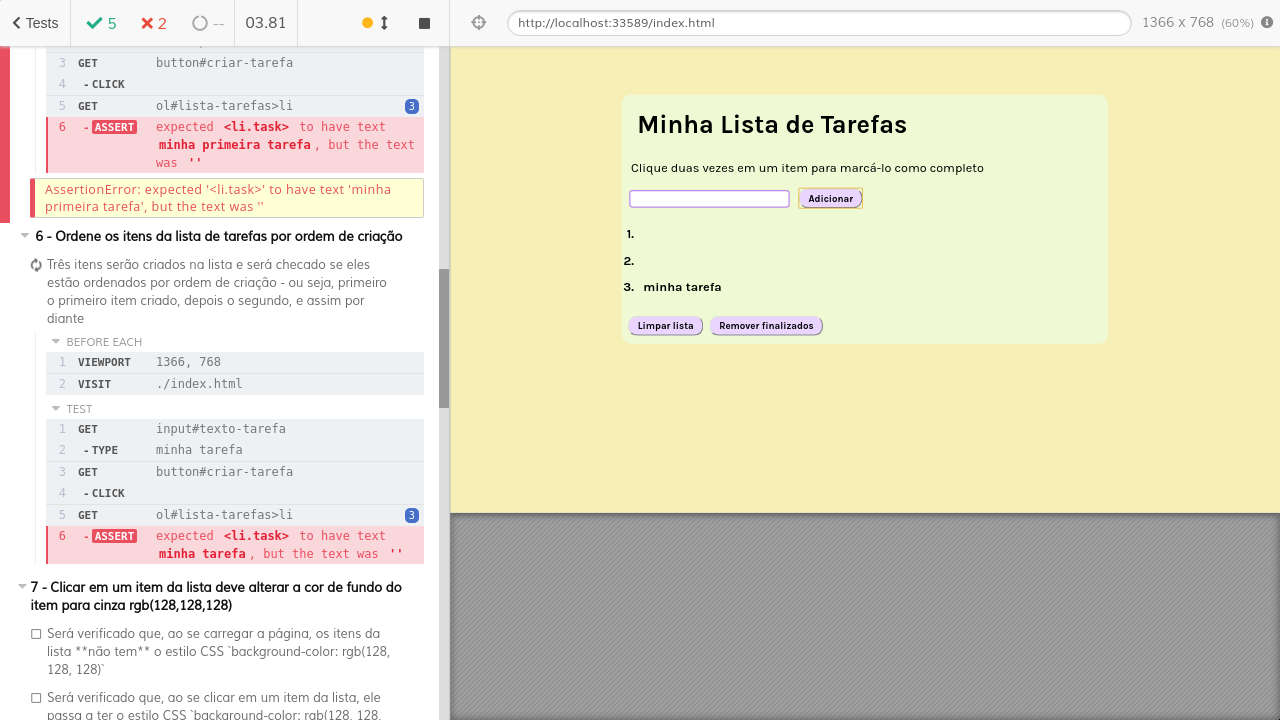 Tests
5
2
--
03.81
http://localhost:33589/index.html
1366 x 768 (60%)
3 GET button#criar-tarefa
4 -CLICK
5 GET ol#lista-tarefas>li 3
6 -ASSERT expected <li.task> to have text
minha primeira tarefa, but the text
was ''
AssertionError: expected '<li.task>' to have text 'minha
primeira tarefa', but the text was ''
6 - Ordene os itens da lista de tarefas por ordem de criação
Três itens serão criados na lista e será checado se eles
estão ordenados por ordem de criação - ou seja, primeiro
o primeiro item criado, depois o segundo, e assim por
diante
BEFORE EACH
1 VIEWPORT 1366, 768
2 VISIT ./index.html
TEST
1 GET input#texto-tarefa
2 -TYPE minha tarefa
3 GET button#criar-tarefa
4 -CLICK
5 GET ol#lista-tarefas>li 3
6 -ASSERT expected <li.task> to have text
minha tarefa, but the text was ''
7 - Clicar em um item da lista deve alterar a cor de fundo do
item para cinza rgb(128,128,128)
Será verificado que, ao se carregar a página, os itens da
lista **não tem** o estilo CSS `background-color: rgb(128,
128, 128)`
Será verificado que, ao se clicar em um item da lista, ele
passa a ter o estilo CSS `background-color: rgb(128, 128,
Minha Lista de Tarefas
Clique duas vezes em um item para marcá-lo como completo
Adicionar
1.
2.
3. minha tarefa
Limpar lista
Remover finalizados